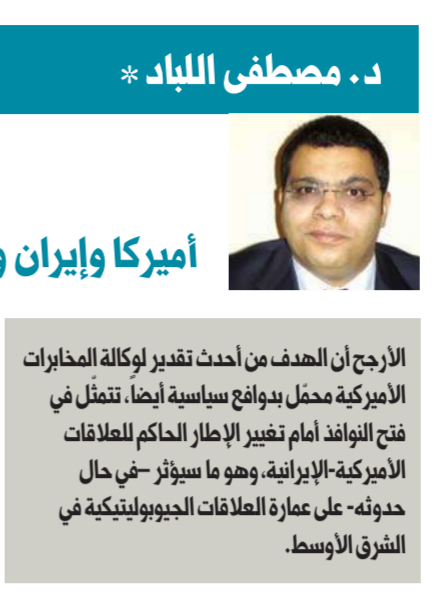 د. مصطفى اللباد *
أميركا وإيران و
الأرجح أن الهدف من أحدث تقدير لوكالة المخابرات
الأميركية محمّل بدوافع سياسية أيضاً، تتمثّل في
فتح النوافذ أمام تغيير الإطار الحاكم للعلاقات
الأميركية-الإيرانية، وهو ما سيؤثر –في حال
حدوثه- على عمارة العلاقات الجيوبوليتيكية في
الشرق الأوسط.